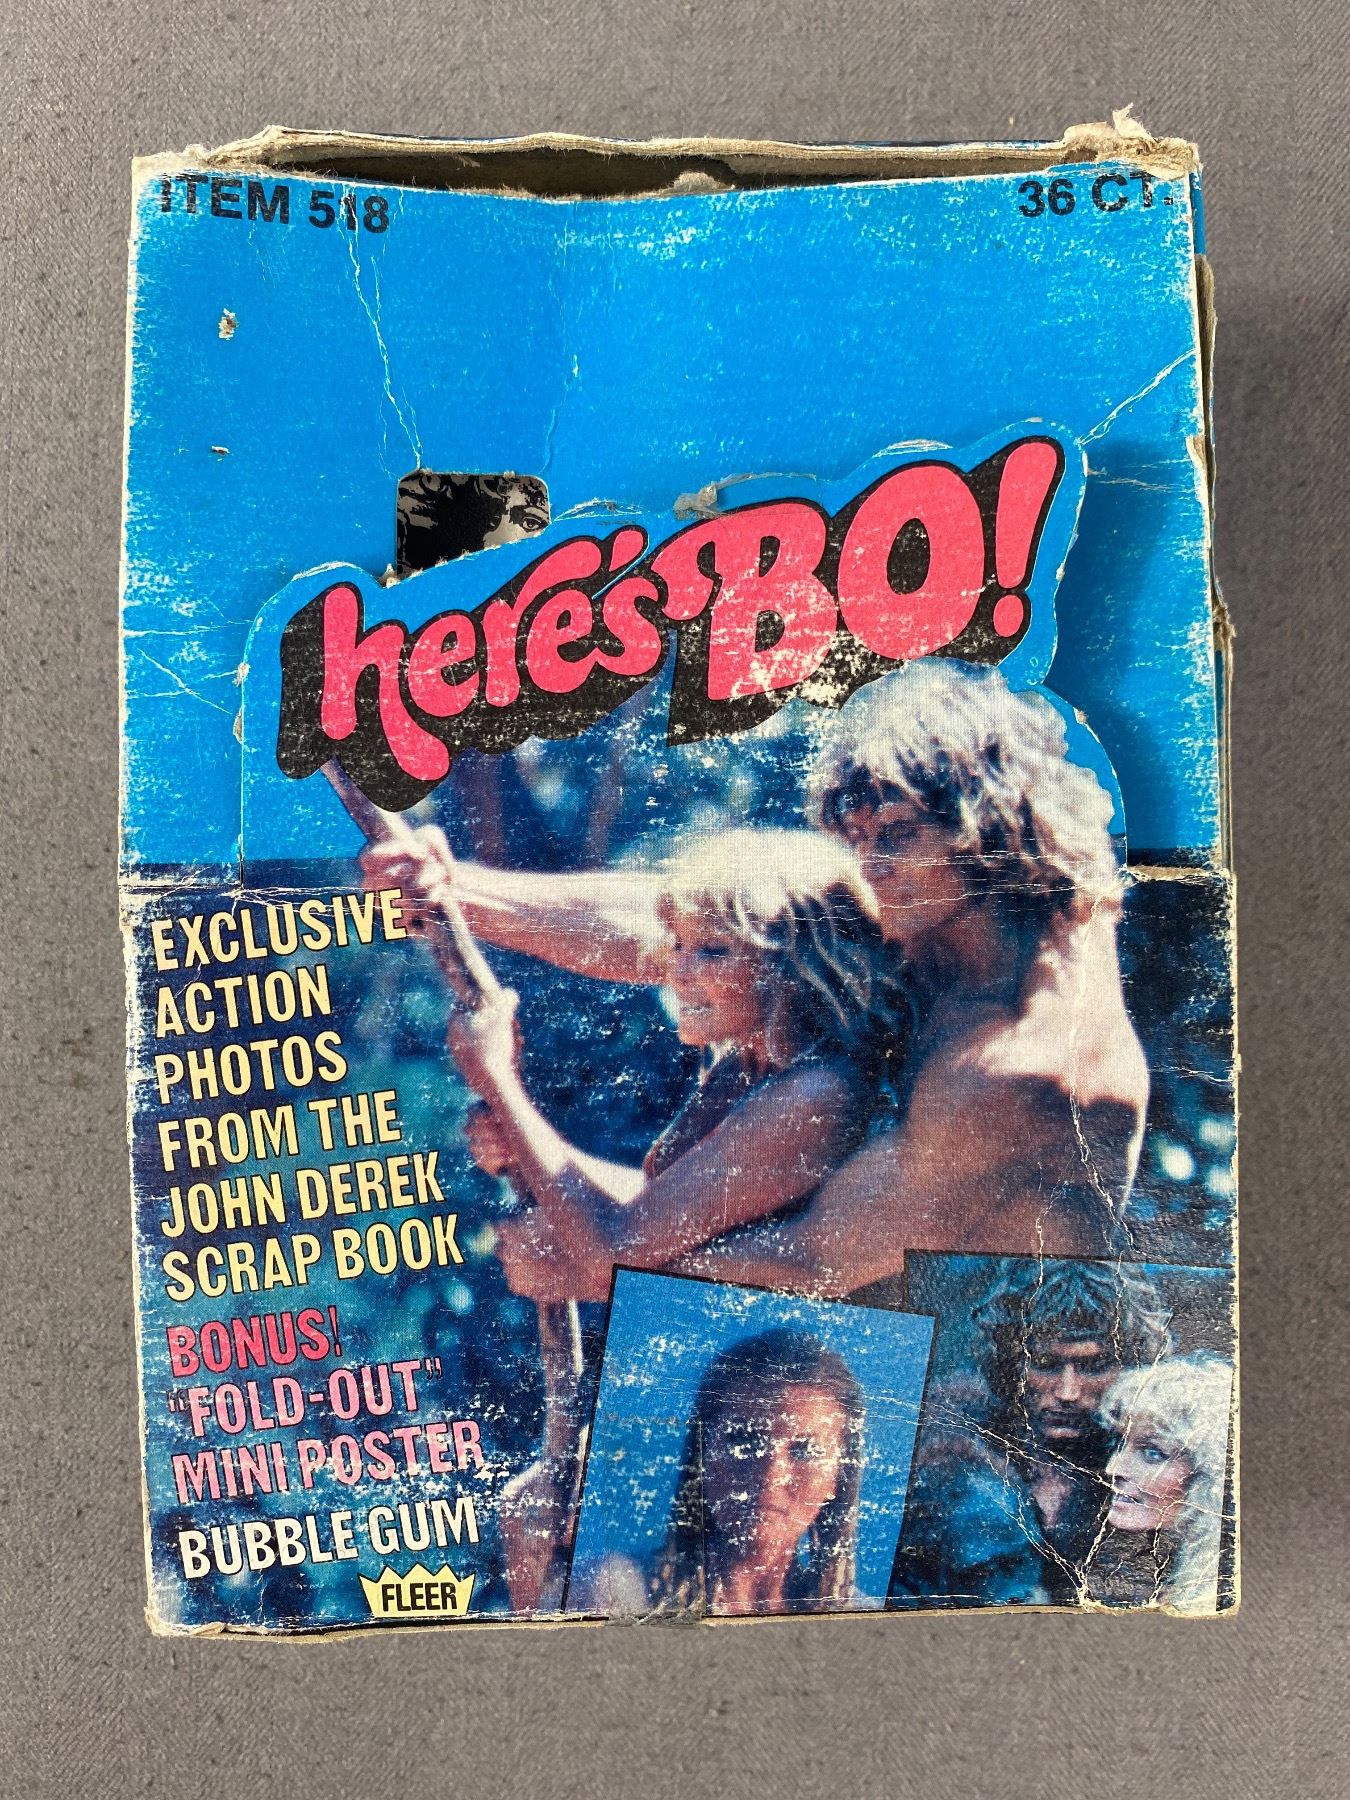 ITEM 518
36 CT.
here's BO!
EXCLUSIVE
ACTION
PHOTOS
FROM THE
JOHN DEREK
SCRAP BOOK
BONUS!
"FOLD-OUT"
MINI POSTER
BUBBLE GUM
FLEER